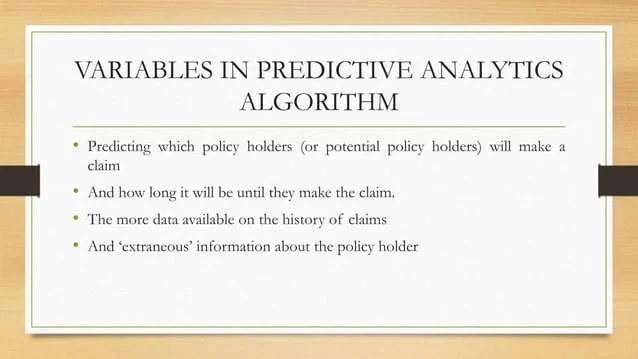 VARIABLES IN PREDICTIVE ANALYTICS
ALGORITHM
• Predicting which policy holders (or potential policy holders) will make a
claim
• And how long it will be until they make the claim.
• The more data available on the history of claims
• And ‘extraneous’ information about the policy holder